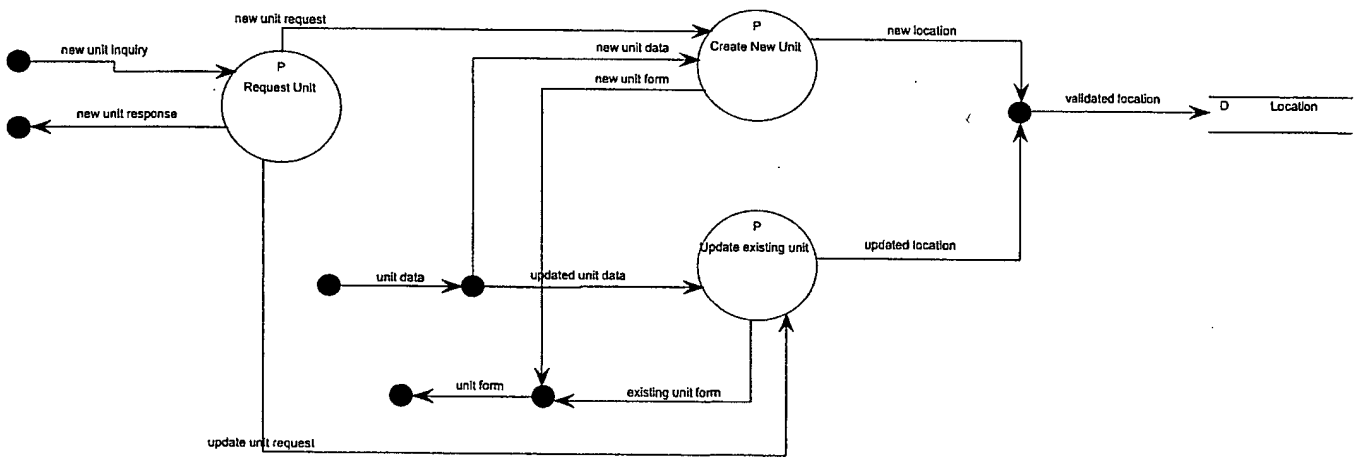 new unit request
new unit inquiry
P
Request Unit
new unit response
P
Create New Unit
new unit data
new unit form
new location
validated location
D Location
P
Update existing unit
updated location
unit data
updated unit data
unit form
existing unit form
update unit request